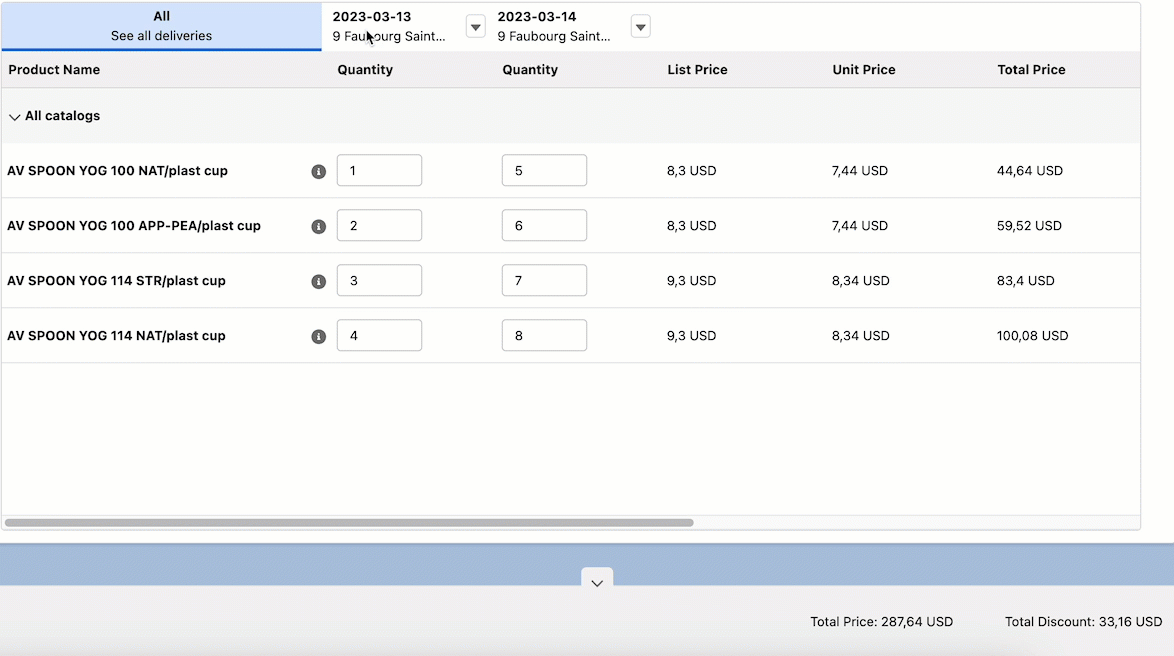 All
See all deliveries
2023-03-13
9 Faubourg Saint...
2023-03-14
9 Faubourg Saint...
Product Name Quantity Quantity List Price Unit Price Total Price
All catalogs
AV SPOON YOG 100 NAT/plast cup 1 5 8,3 USD 7,44 USD 44,64 USD
AV SPOON YOG 100 APP-PEA/plast cup 2 6 8,3 USD 7,44 USD 59,52 USD
AV SPOON YOG 114 STR/plast cup 3 7 9,3 USD 8,34 USD 83,4 USD
AV SPOON YOG 114 NAT/plast cup 4 8 9,3 USD 8,34 USD 100,08 USD
Total Price: 287,64 USD Total Discount: 33,16 USD